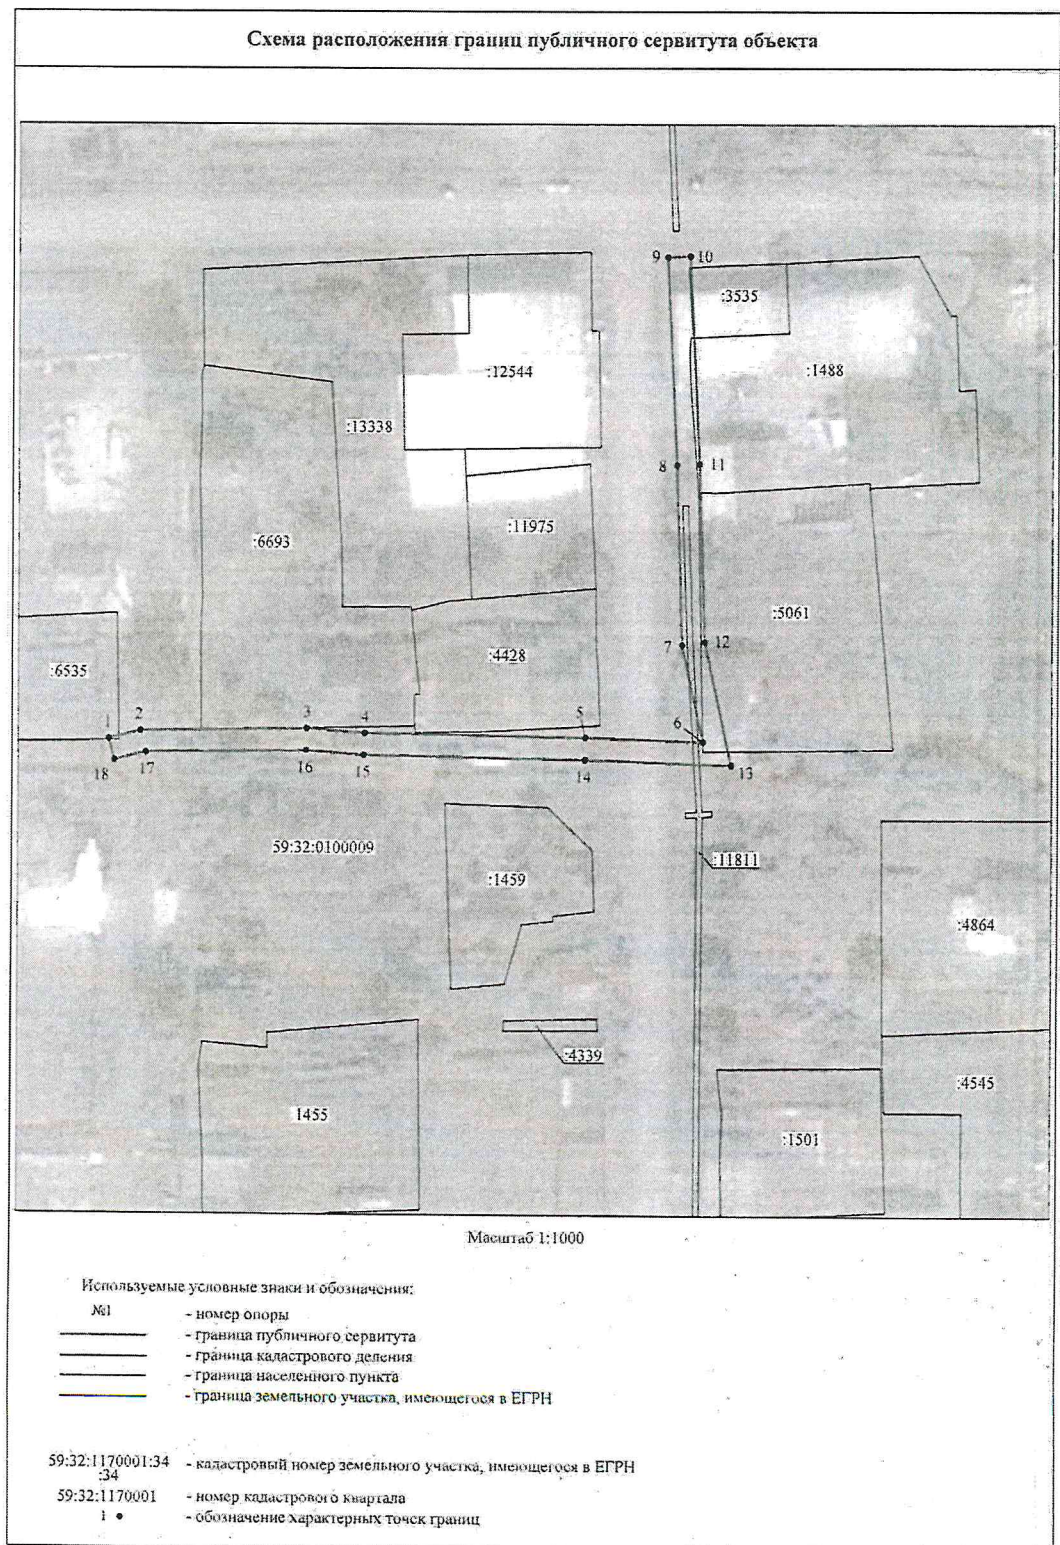 Схема расположения границ публичного сервитута объекта
9 10
:3535
:12544
:1488
:13338
8 11
:11975
:6693
:5061
7 12
:4428
:6535
1 2 3 4 5 6
18 17 16 15 14 13
59:32:0100009
:11811
:1459
:4864
:4339
:4545
1455
:1501
Масштаб 1:1000
Используемые условные знаки и обозначения:
№1 - номер опоры
- граница публичного сервитута
- граница кадастрового деления
- граница населенного пункта
- граница земельного участка, имеющегося в ЕГРН
59:32:1170001:34 - кадастровый номер земельного участка, имеющегося в ЕГРН
:34
59:32:1170001 - номер кадастрового квартала
1 - обозначение характерных точек границ